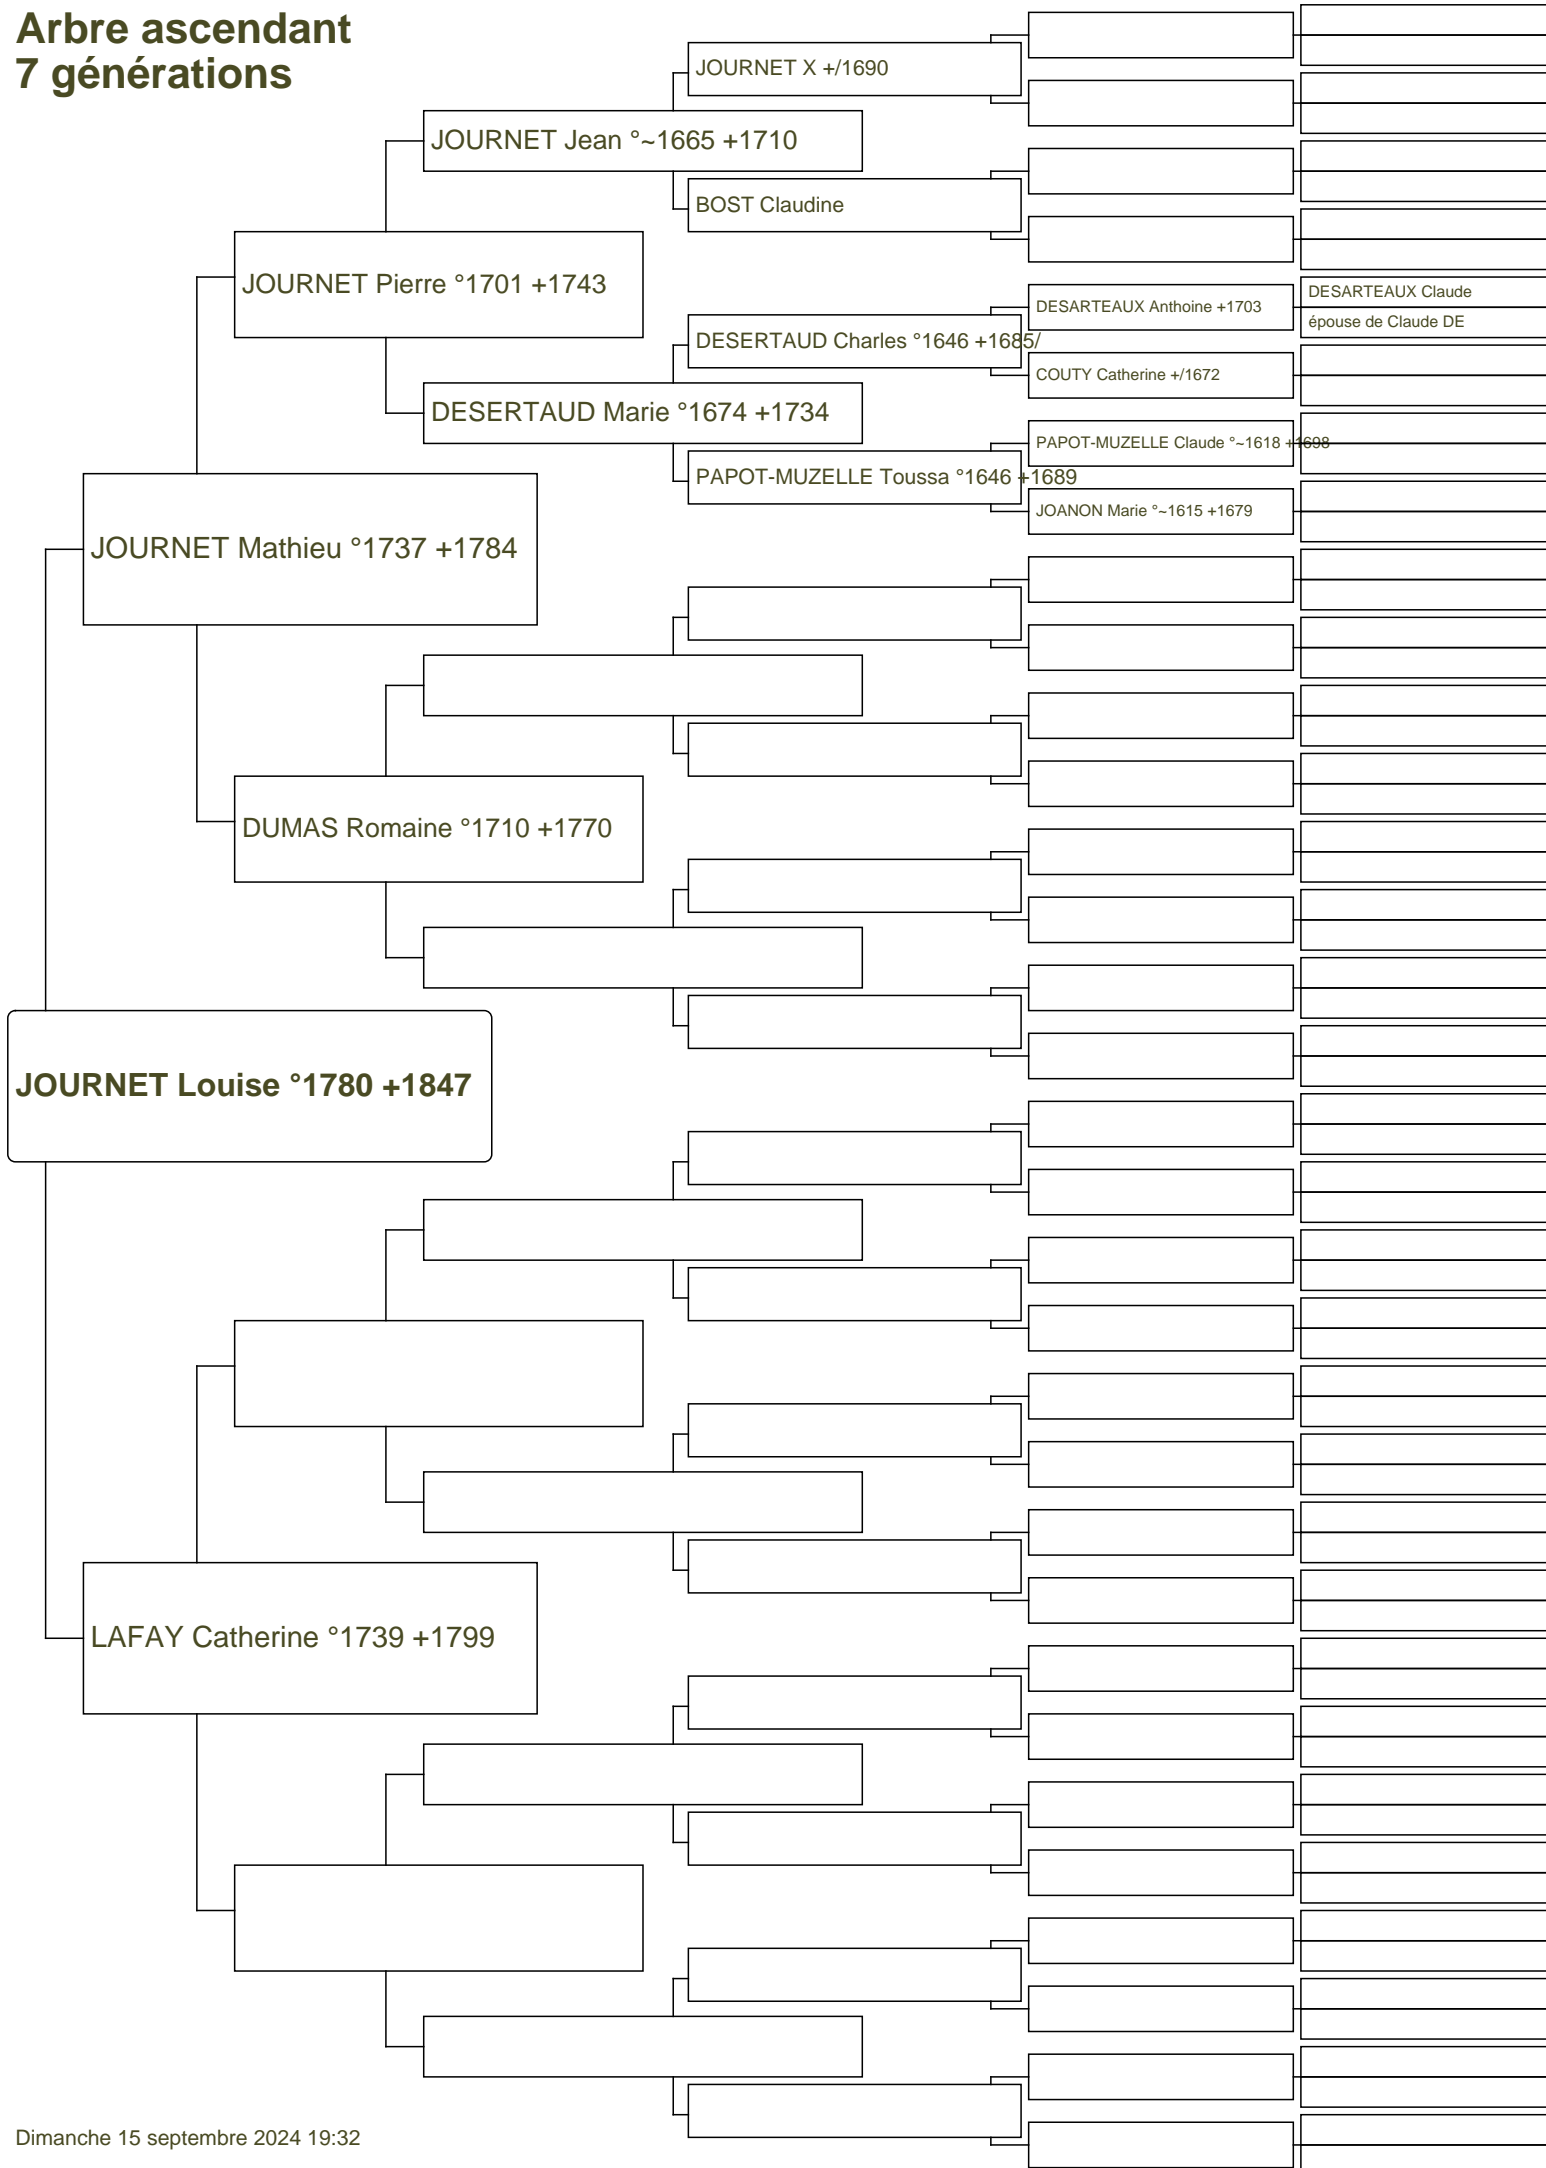 Arbre ascendant
7 générations
JOURNET X +/1690
JOURNET Jean °~1665 +1710
BOST Claudine
JOURNET Pierre °1701 +1743
DESARTEAUX Claude
DESARTEAUX Anthoine +1703
épouse de Claude DE
DESERTAUD Charles °1646 +1685/
COUTY Catherine +/1672
DESERTAUD Marie °1674 +1734
PAPOT-MUZELLE Claude °~1618 +1698
PAPOT-MUZELLE Toussa °1646 +1689
JOANON Marie °~1615 +1679
JOURNET Mathieu °1737 +1784
DUMAS Romaine °1710 +1770
JOURNET Louise °1780 +1847
LAFAY Catherine °1739 +1799
Dimanche 15 septembre 2024 19:32